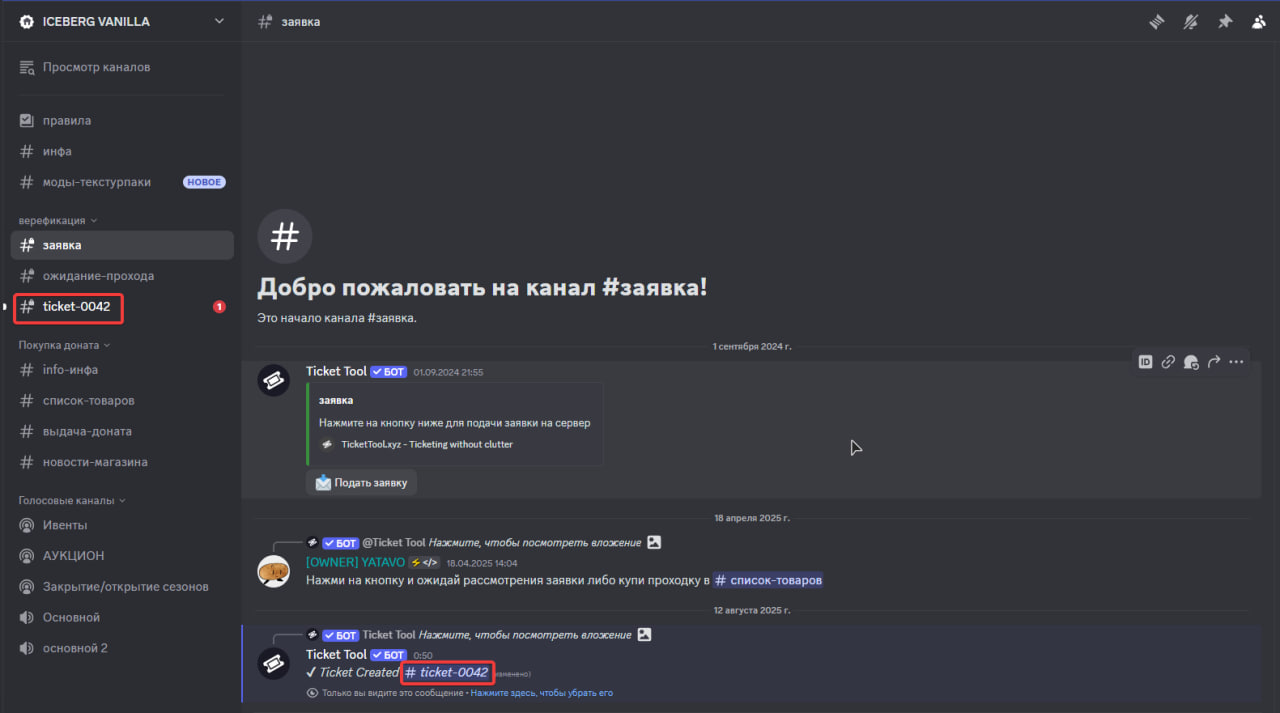 ICEBERG VANILLA
Просмотр каналов
правила
инфа
моды-текстурпаки
НОВОЕ
верефикация
заявка
ожидание-прохода
ticket-0042
1
Покупка доната
info-инфа
список-товаров
выдача-доната
новости-магазина
Голосовые каналы
Ивенты
АУКЦИОН
Закрытие/открытие сезонов
Основной
основной 2
# заявка
#
Добро пожаловать на канал #заявка!
Это начало канала #заявка.
1 сентября 2024 г.
ID
Ticket Tool ✓ БОТ 01.09.2024 21:55
заявка
Нажмите на кнопку ниже для подачи заявки на сервер
TicketTool.xyz - Ticketing without clutter
Подать заявку
18 апреля 2025 г.
✓ БОТ @Ticket Tool Нажмите, чтобы посмотреть вложение
[OWNER] YATAVO ⚡</> 18.04.2025 14:04
Нажми на кнопку и ожидай рассмотрения заявки либо купи проходку в # список-товаров
12 августа 2025 г.
✓ БОТ Ticket Tool Нажмите, чтобы посмотреть вложение
Ticket Tool ✓ БОТ 0:50
✓ Ticket Created # ticket-0042
Только вы видите это сообщение • Нажмите здесь, чтобы убрать его